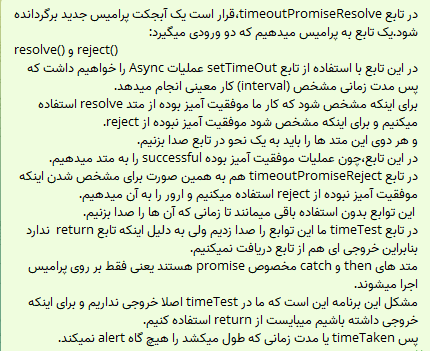 در تابع timeoutPromiseResolve،قرار است یک آبجکت پرامیس جدید برگردانده
شود.یک تابع به پرامیس میدهیم که دو ورودی میگیرد:
resolve() و reject()
در این تابع با استفاده از تابع setTimeOut عملیات Async را خواهیم داشت که
پس مدت زمانی مشخص (interval) کار معینی انجام میدهد.
برای اینکه مشخص شود که کار ما موفقیت آمیز بوده از متد resolve استفاده
میکنیم و برای اینکه مشخص شود موفقیت آمیز نبوده از reject.
و هر دوی این متد ها را باید به یک نحو در تابع صدا بزنیم.
در این تابع،چون عملیات موفقیت آمیز بوده successful را به متد میدهیم.
در تابع timeoutPromiseReject هم به همین صورت برای مشخص شدن اینکه
موفقیت آمیز نبوده از reject استفاده میکنیم و ارور را به آن میدهیم.
این توابع بدون استفاده باقی میمانند تا زمانی که آن ها را صدا بزنیم.
در تابع timeTest ما این توابع را صدا زدیم ولی به دلیل اینکه تابع return ندارد
بنابراین خروجی ای هم از تابع دریافت نمیکنیم.
متد های then و catch مخصوص promise هستند یعنی فقط بر روی پرامیس
اجرا میشوند.
مشکل این برنامه این است که ما در timeTest اصلا خروجی نداریم و برای اینکه
خروجی داشته باشیم میبایست از return استفاده کنیم.
پس timeTaken یا مدت زمانی که طول میکشد را هیچ گاه alert نمیکند.